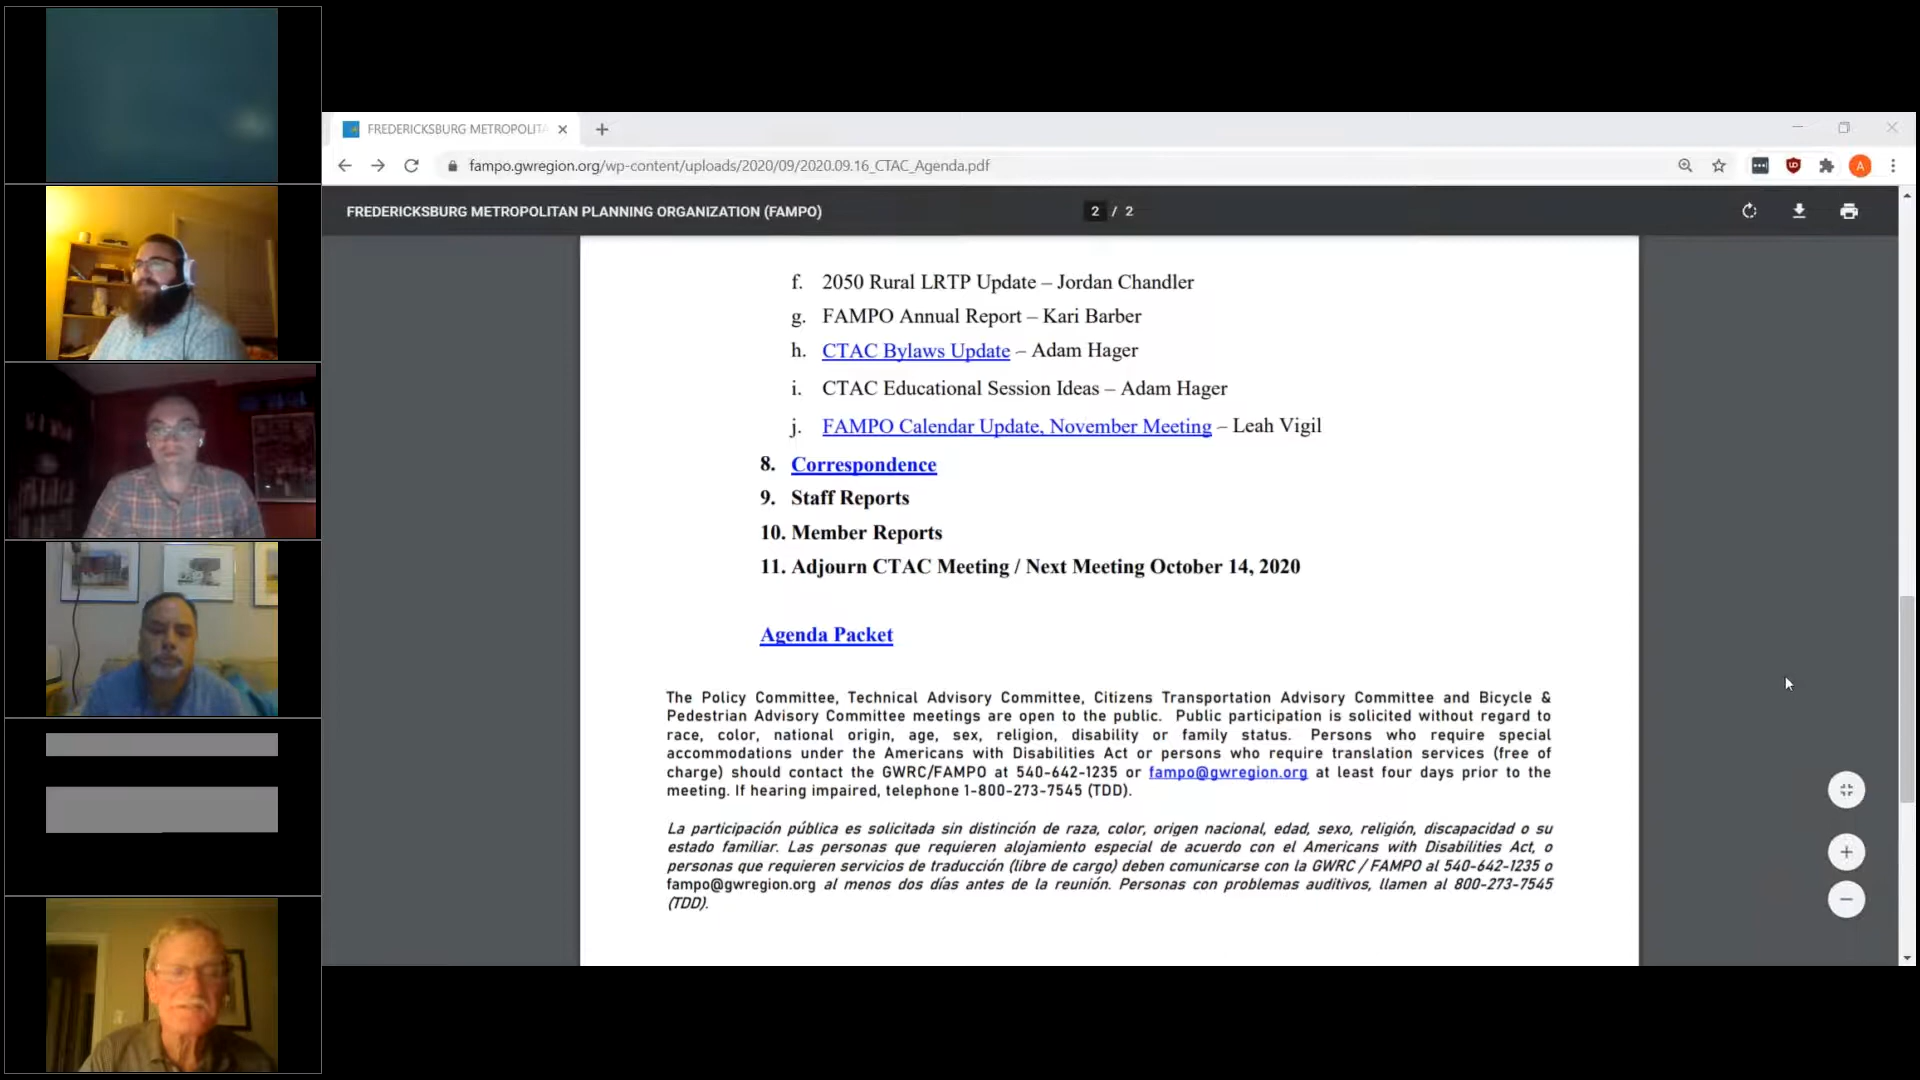 FREDERICKSBURG METROPOLITA
fampo.gwregion.org/wp-content/uploads/2020/09/2020.09.16_CTAC_Agenda.pdf
A
FREDERICKSBURG METROPOLITAN PLANNING ORGANIZATION (FAMPO)
2 / 2
f. 2050 Rural LRTP Update – Jordan Chandler
g. FAMPO Annual Report – Kari Barber
h. CTAC Bylaws Update – Adam Hager
i. CTAC Educational Session Ideas – Adam Hager
j. FAMPO Calendar Update, November Meeting – Leah Vigil
8. Correspondence
9. Staff Reports
10. Member Reports
11. Adjourn CTAC Meeting / Next Meeting October 14, 2020
Agenda Packet
The Policy Committee, Technical Advisory Committee, Citizens Transportation Advisory Committee and Bicycle &
Pedestrian Advisory Committee meetings are open to the public. Public participation is solicited without regard to
race, color, national origin, age, sex, religion, disability or family status. Persons who require special
accommodations under the Americans with Disabilities Act or persons who require translation services (free of
charge) should contact the GWRC/FAMPO at 540-642-1235 or fampo@gwregion.org at least four days prior to the
meeting. If hearing impaired, telephone 1-800-273-7545 (TDD).
La participación pública es solicitada sin distinción de raza, color, origen nacional, edad, sexo, religión, discapacidad o su
estado familiar. Las personas que requieren alojamiento especial de acuerdo con el Americans with Disabilities Act, o
personas que requieren servicios de traducción (libre de cargo) deben comunicarse con la GWRC / FAMPO al 540-642-1235 o
fampo@gwregion.org al menos dos días antes de la reunión. Personas con problemas auditivos, llamen al 800-273-7545
(TDD).